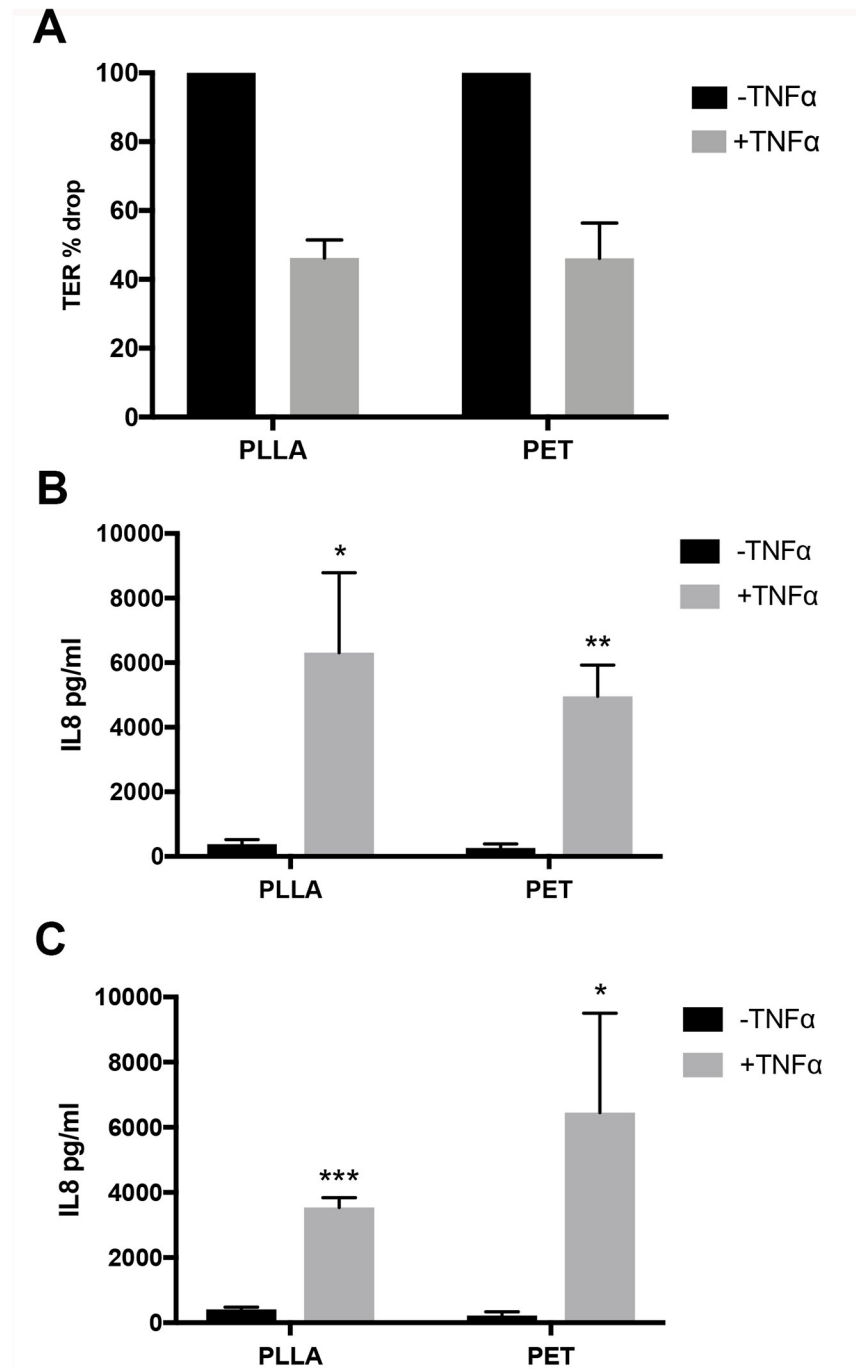 A
100
80
60
40
20
0
TER % drop
PLLA
PET
-TNFα
+TNFα
B
10000
8000
6000
4000
2000
0
IL8 pg/ml
*
**
PLLA
PET
-TNFα
+TNFα
C
10000
8000
6000
4000
2000
0
IL8 pg/ml
***
*
PLLA
PET
-TNFα
+TNFα